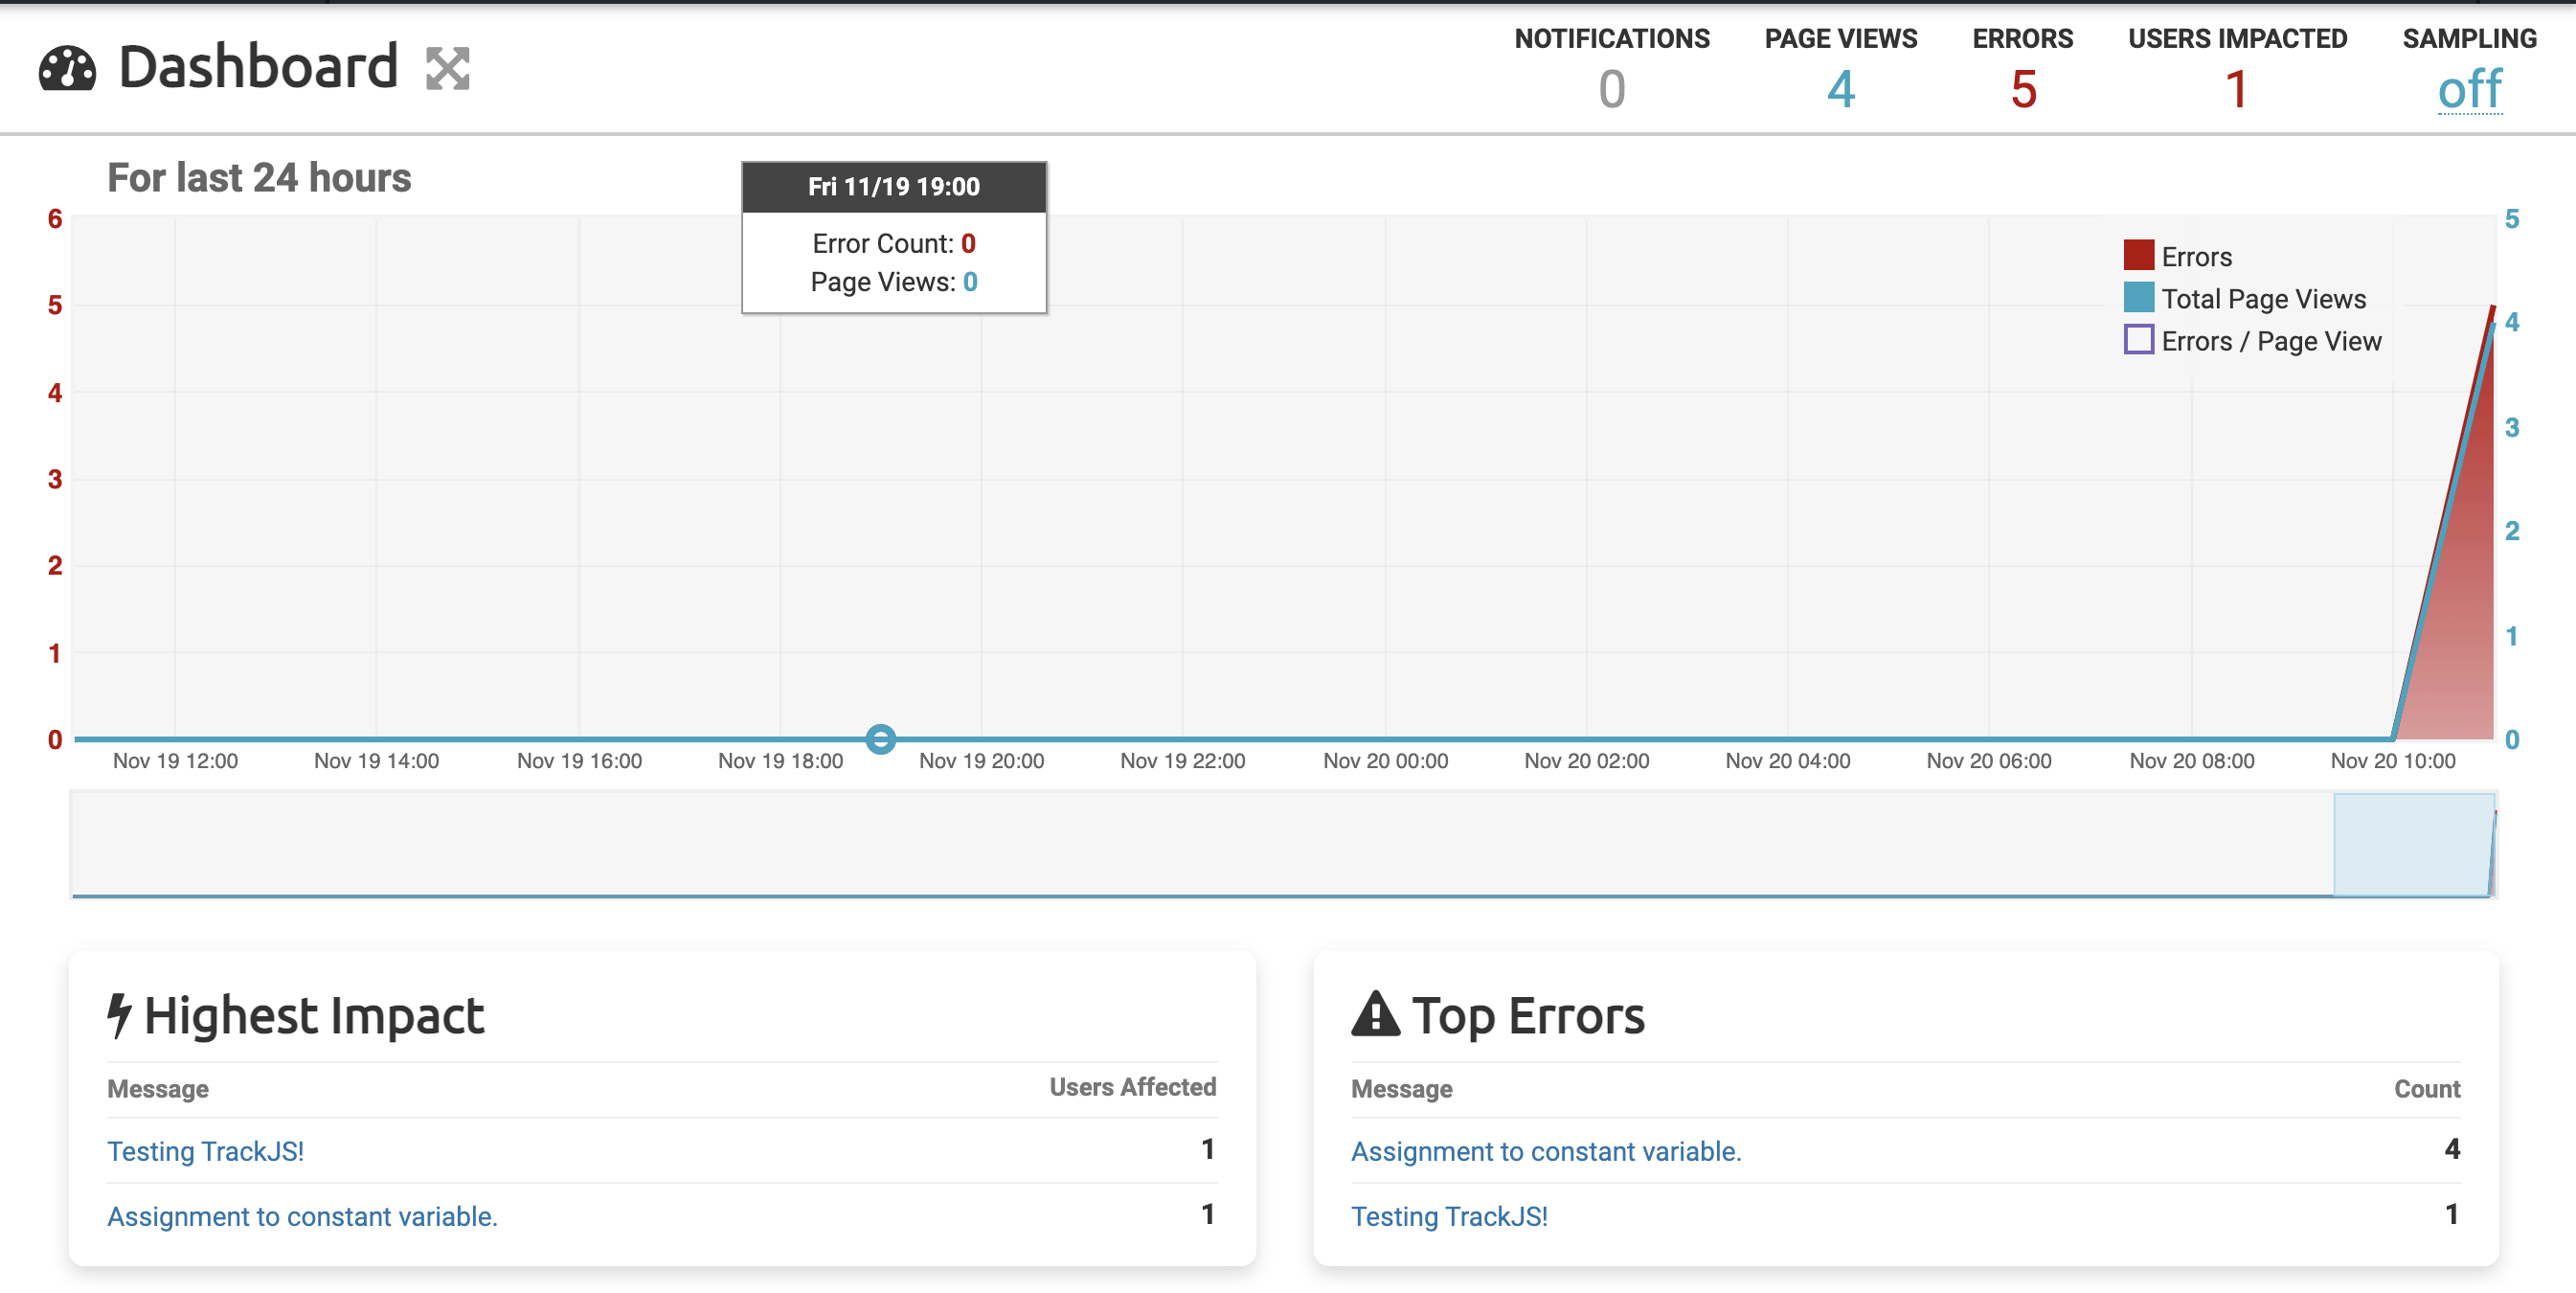 Dashboard
NOTIFICATIONS PAGE VIEWS ERRORS USERS IMPACTED SAMPLING
0 4 5 1 off
For last 24 hours
Fri 11/19 19:00
Error Count: 0
Page Views: 0
Errors
Total Page Views
Errors / Page View
6
5
4
3
2
1
0
5
4
3
2
1
0
Nov 19 12:00 Nov 19 14:00 Nov 19 16:00 Nov 19 18:00 Nov 19 20:00 Nov 19 22:00 Nov 20 00:00 Nov 20 02:00 Nov 20 04:00 Nov 20 06:00 Nov 20 08:00 Nov 20 10:00
Highest Impact
Message Users Affected
Testing TrackJS! 1
Assignment to constant variable. 1
Top Errors
Message Count
Assignment to constant variable. 4
Testing TrackJS! 1